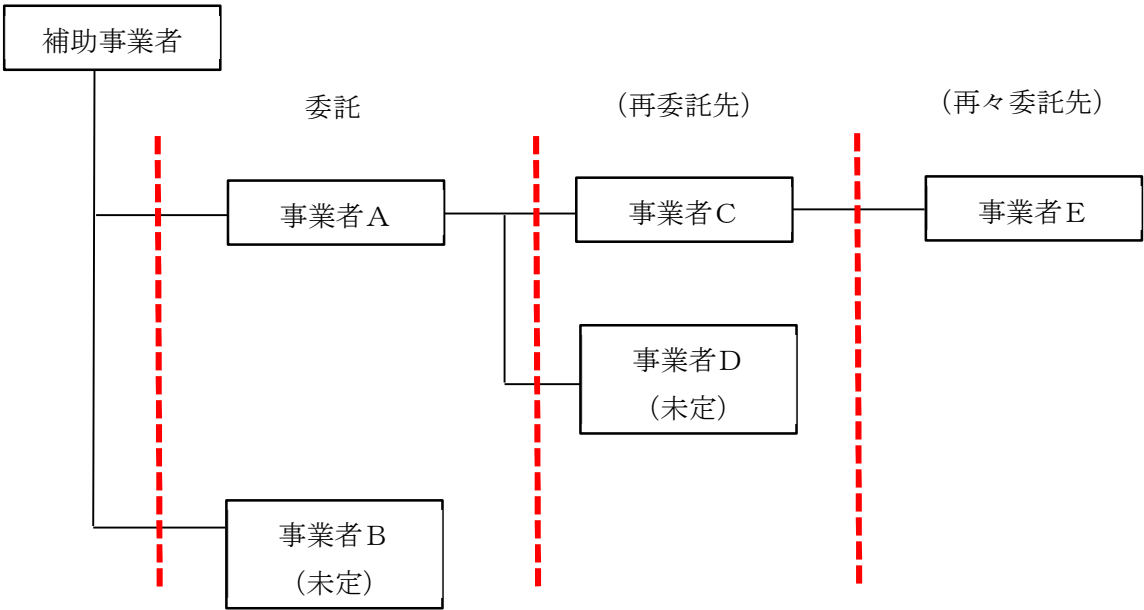 補助事業者
委託
（再委託先）
（再々委託先）
事業者Ａ
事業者Ｃ
事業者Ｅ
事業者Ｄ
（未定）
事業者Ｂ
（未定）